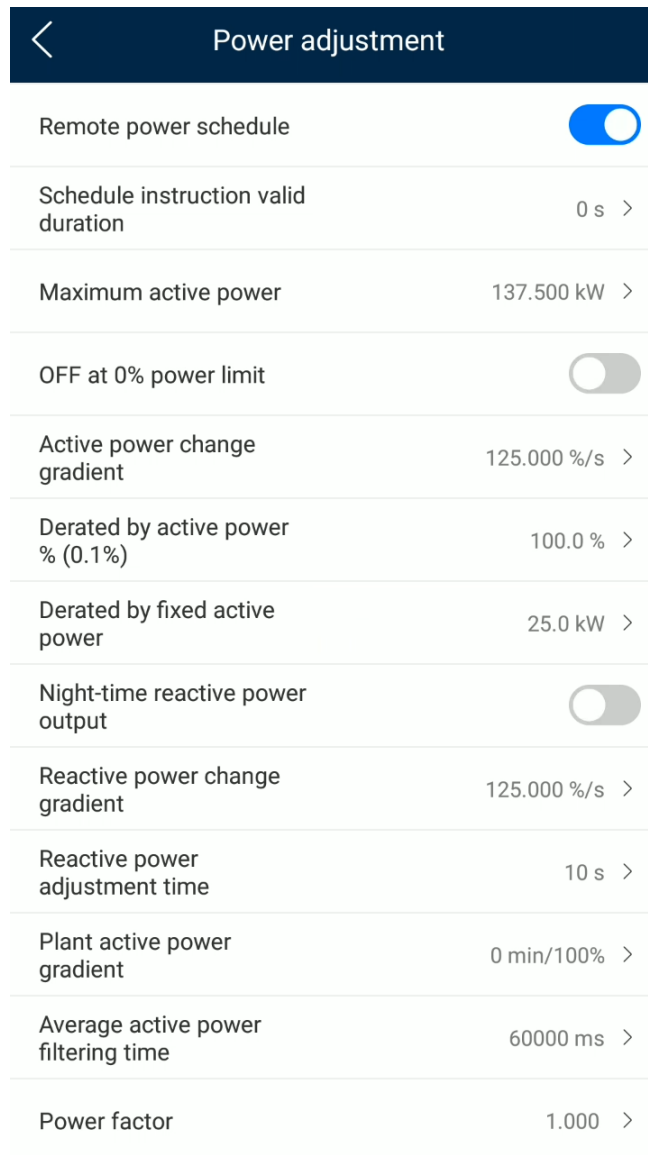 Power adjustment
Remote power schedule
Schedule instruction valid
duration
0 s
Maximum active power
137.500 kW
OFF at 0% power limit
Active power change
gradient
125.000 %/s
Derated by active power
% (0.1%)
100.0 %
Derated by fixed active
power
25.0 kW
Night-time reactive power
output
Reactive power change
gradient
125.000 %/s
Reactive power
adjustment time
10 s
Plant active power
gradient
0 min/100%
Average active power
filtering time
60000 ms
Power factor
1.000